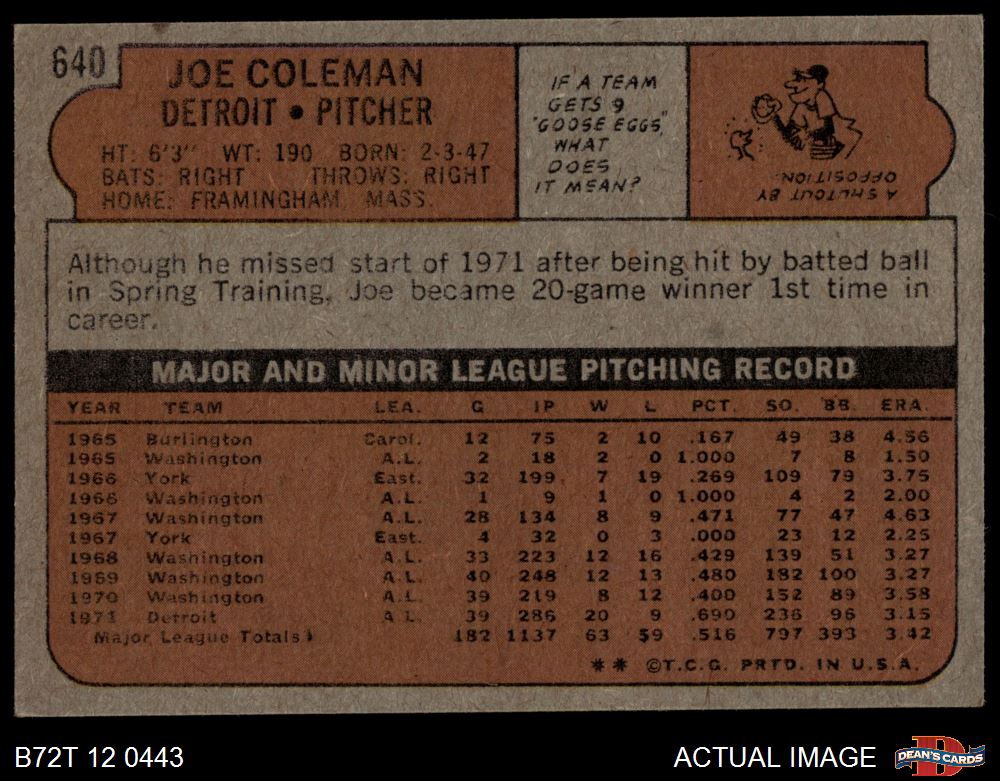 640
JOE COLEMAN
DETROIT • PITCHER
HT: 6'3" WT: 190 BORN: 2-3-47
BATS: RIGHT THROWS: RIGHT
HOME: FRAMINGHAM, MASS.
IF A TEAM
GETS 9
"GOOSE EGGS,"
WHAT
DOES
IT MEAN?
A SHUTOUT BY
OPPOSITION.
Although he missed start of 1971 after being hit by batted ball
in Spring Training, Joe became 20-game winner 1st time in
career.
MAJOR AND MINOR LEAGUE PITCHING RECORD
YEAR TEAM LEA. G IP W L PCT. SO. BB. ERA.
1965 Burlington Carol. 12 75 2 10 .167 49 38 4.56
1965 Washington A.L. 2 18 2 0 1.000 7 8 1.50
1966 York East. 32 199 7 19 .269 109 79 3.75
1966 Washington A.L. 1 9 1 0 1.000 4 2 2.00
1967 Washington A.L. 28 134 8 9 .471 77 47 4.63
1967 York East. 4 32 0 3 .000 23 12 2.25
1968 Washington A.L. 33 223 12 16 .429 139 51 3.27
1969 Washington A.L. 40 248 12 13 .480 182 100 3.27
1970 Washington A.L. 39 219 8 12 .400 152 89 3.58
1971 Detroit A.L. 39 286 20 9 .690 236 96 3.15
Major League Totals 182 1137 63 59 .516 797 393 3.42
** ©T.C.G. PRTD. IN U.S.A.
B72T 12 0443
ACTUAL IMAGE
D
DEAN'S CARDS